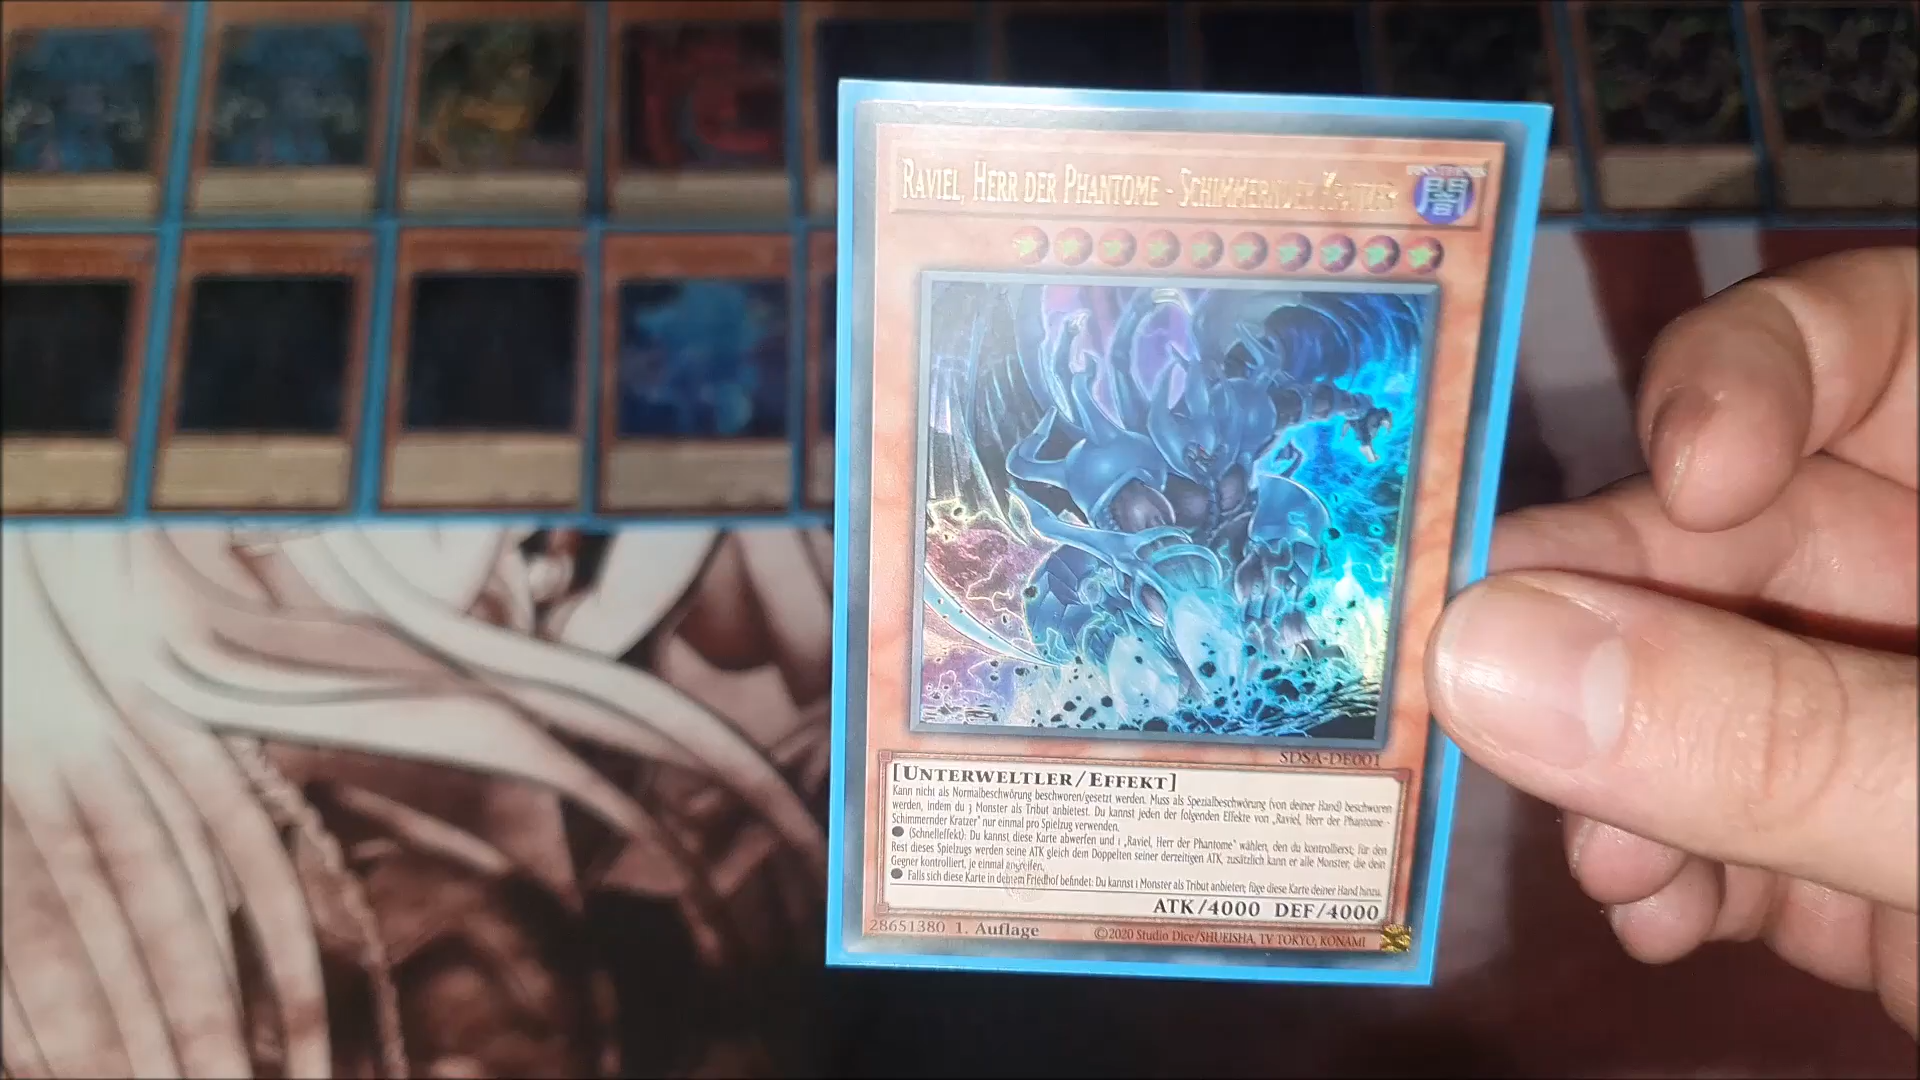 RAVIEL, HERR DER PHANTOME - SCHIMMERNDER KRATZER
FINSTERNIS
闇
SDSA-DE001
[UNTERWELTLER/EFFEKT]
Kann nicht als Normalbeschwörung beschworen/gesetzt werden. Muss als Spezialbeschwörung (von deiner Hand) beschworen
werden, indem du 3 Monster als Tribut anbietest. Du kannst jeden der folgenden Effekte von „Raviel, Herr der Phantome -
Schimmernder Kratzer" nur einmal pro Spielzug verwenden.
● (Schnelleffekt): Du kannst diese Karte abwerfen und 1 „Raviel, Herr der Phantome" wählen, den du kontrollierst; für den
Rest dieses Spielzugs werden seine ATK gleich dem Doppelten seiner derzeitigen ATK, zusätzlich kann er alle Monster, die dein
Gegner kontrolliert, je einmal angreifen.
● Falls sich diese Karte in deinem Friedhof befindet: Du kannst 1 Monster als Tribut anbieten; füge diese Karte deiner Hand hinzu.
ATK/4000 DEF/4000
28651380 1. Auflage ©2020 Studio Dice/SHUEISHA, TV TOKYO, KONAMI